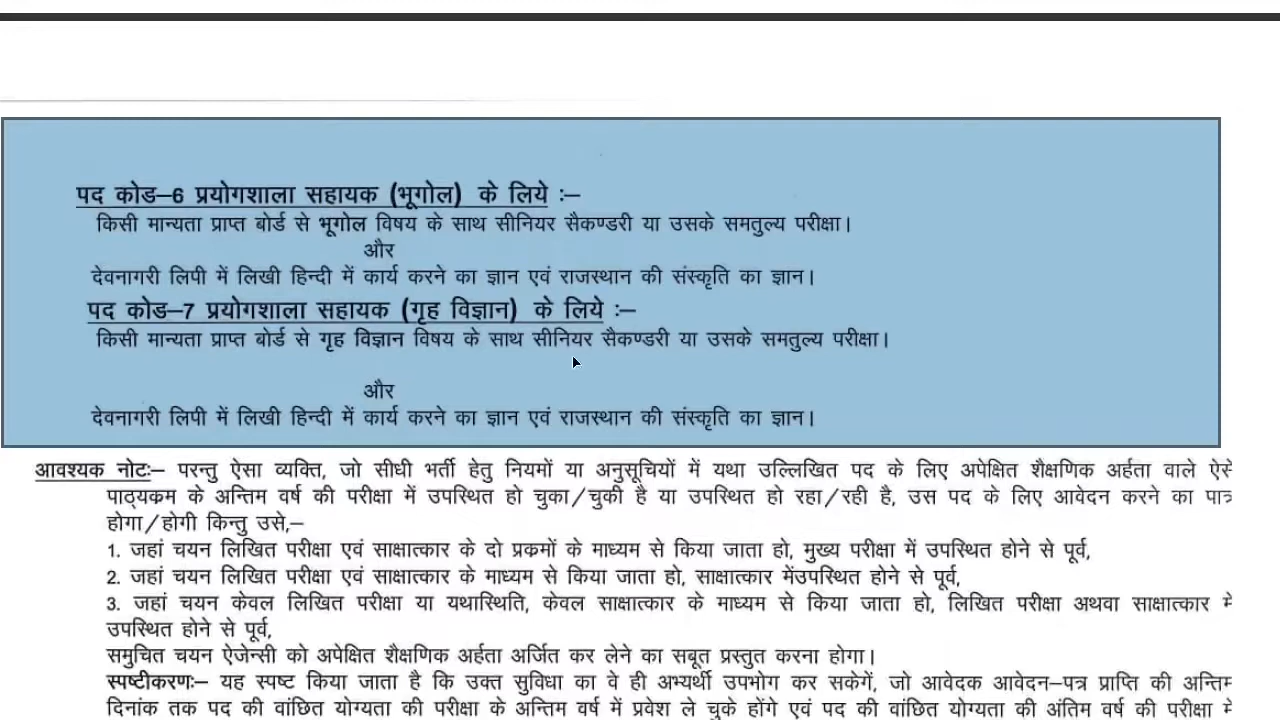 पद कोड–6 प्रयोगशाला सहायक (भूगोल) के लिये :–
किसी मान्यता प्राप्त बोर्ड से भूगोल विषय के साथ सीनियर सैकण्डरी या उसके समतुल्य परीक्षा।
और
देवनागरी लिपी में लिखी हिन्दी में कार्य करने का ज्ञान एवं राजस्थान की संस्कृति का ज्ञान।
पद कोड–7 प्रयोगशाला सहायक (गृह विज्ञान) के लिये :–
किसी मान्यता प्राप्त बोर्ड से गृह विज्ञान विषय के साथ सीनियर सैकण्डरी या उसके समतुल्य परीक्षा।
और
देवनागरी लिपी में लिखी हिन्दी में कार्य करने का ज्ञान एवं राजस्थान की संस्कृति का ज्ञान।
आवश्यक नोटः– परन्तु ऐसा व्यक्ति, जो सीधी भर्ती हेतु नियमों या अनुसूचियों में यथा उल्लिखित पद के लिए अपेक्षित शैक्षणिक अर्हता वाले ऐसे
पाठ्यक्रम के अन्तिम वर्ष की परीक्षा में उपस्थित हो चुका/चुकी है या उपस्थित हो रहा/रही है, उस पद के लिए आवेदन करने का पात्र
होगा/होगी किन्तु उसे,–
1. जहां चयन लिखित परीक्षा एवं साक्षात्कार के दो प्रक्रमों के माध्यम से किया जाता हो, मुख्य परीक्षा में उपस्थित होने से पूर्व,
2. जहां चयन लिखित परीक्षा एवं साक्षात्कार के माध्यम से किया जाता हो, साक्षात्कार मेंउपस्थित होने से पूर्व,
3. जहां चयन केवल लिखित परीक्षा या यथास्थिति, केवल साक्षात्कार के माध्यम से किया जाता हो, लिखित परीक्षा अथवा साक्षात्कार में
उपस्थित होने से पूर्व,
समुचित चयन ऐजेन्सी को अपेक्षित शैक्षणिक अर्हता अर्जित कर लेने का सबूत प्रस्तुत करना होगा।
स्पष्टीकरणः– यह स्पष्ट किया जाता है कि उक्त सुविधा का वे ही अभ्यर्थी उपभोग कर सकेगें, जो आवेदक आवेदन–पत्र प्राप्ति की अन्तिम
दिनांक तक पद की वांछित योग्यता की परीक्षा के अन्तिम वर्ष में प्रवेश ले चुके होंगे एवं पद की वांछित योग्यता की अंतिम वर्ष की परीक्षा में